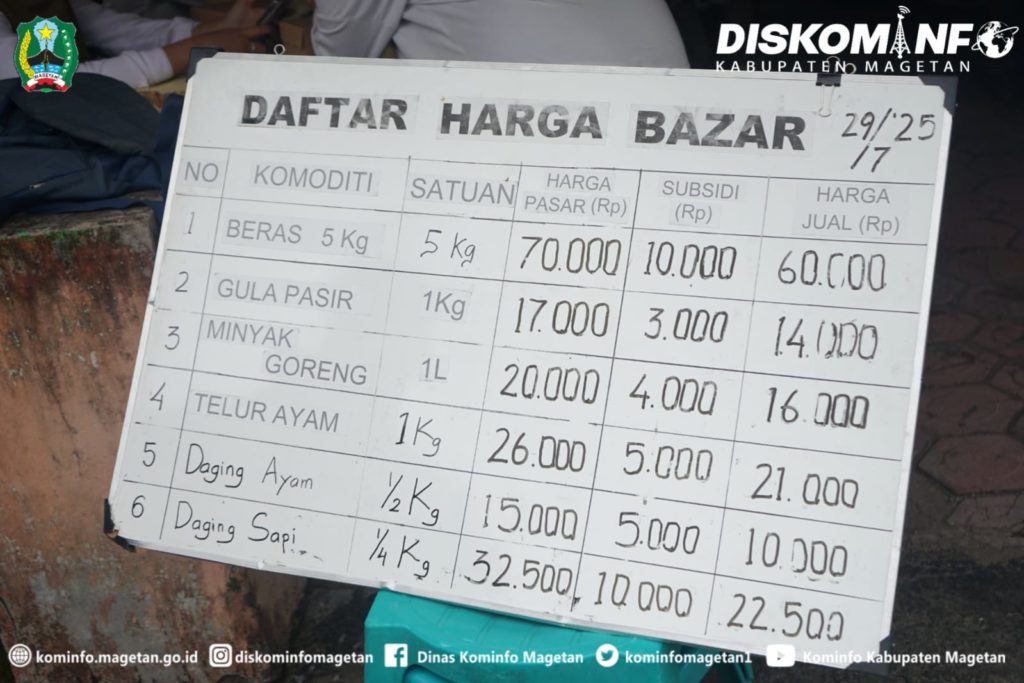 DISKOMINFO
KABUPATEN MAGETAN
MAGETAN
DAFTAR HARGA BAZAR 29/'25
/7
NO KOMODITI SATUAN HARGA PASAR (Rp) SUBSIDI (Rp) HARGA JUAL (Rp)
1 BERAS 5 Kg 5 Kg 70.000 10.000 60.000
2 GULA PASIR 1Kg 17.000 3.000 14.000
3 MINYAK GORENG 1L 20.000 4.000 16.000
4 TELUR AYAM 1Kg 26.000 5.000 21.000
5 Daging Ayam 1/2 Kg 15.000 5.000 10.000
6 Daging Sapi 1/4 Kg 32.500 10.000 22.500
kominfo.magetan.go.id diskominfomagetan Dinas Kominfo Magetan kominfomagetan1 Kominfo Kabupaten Magetan